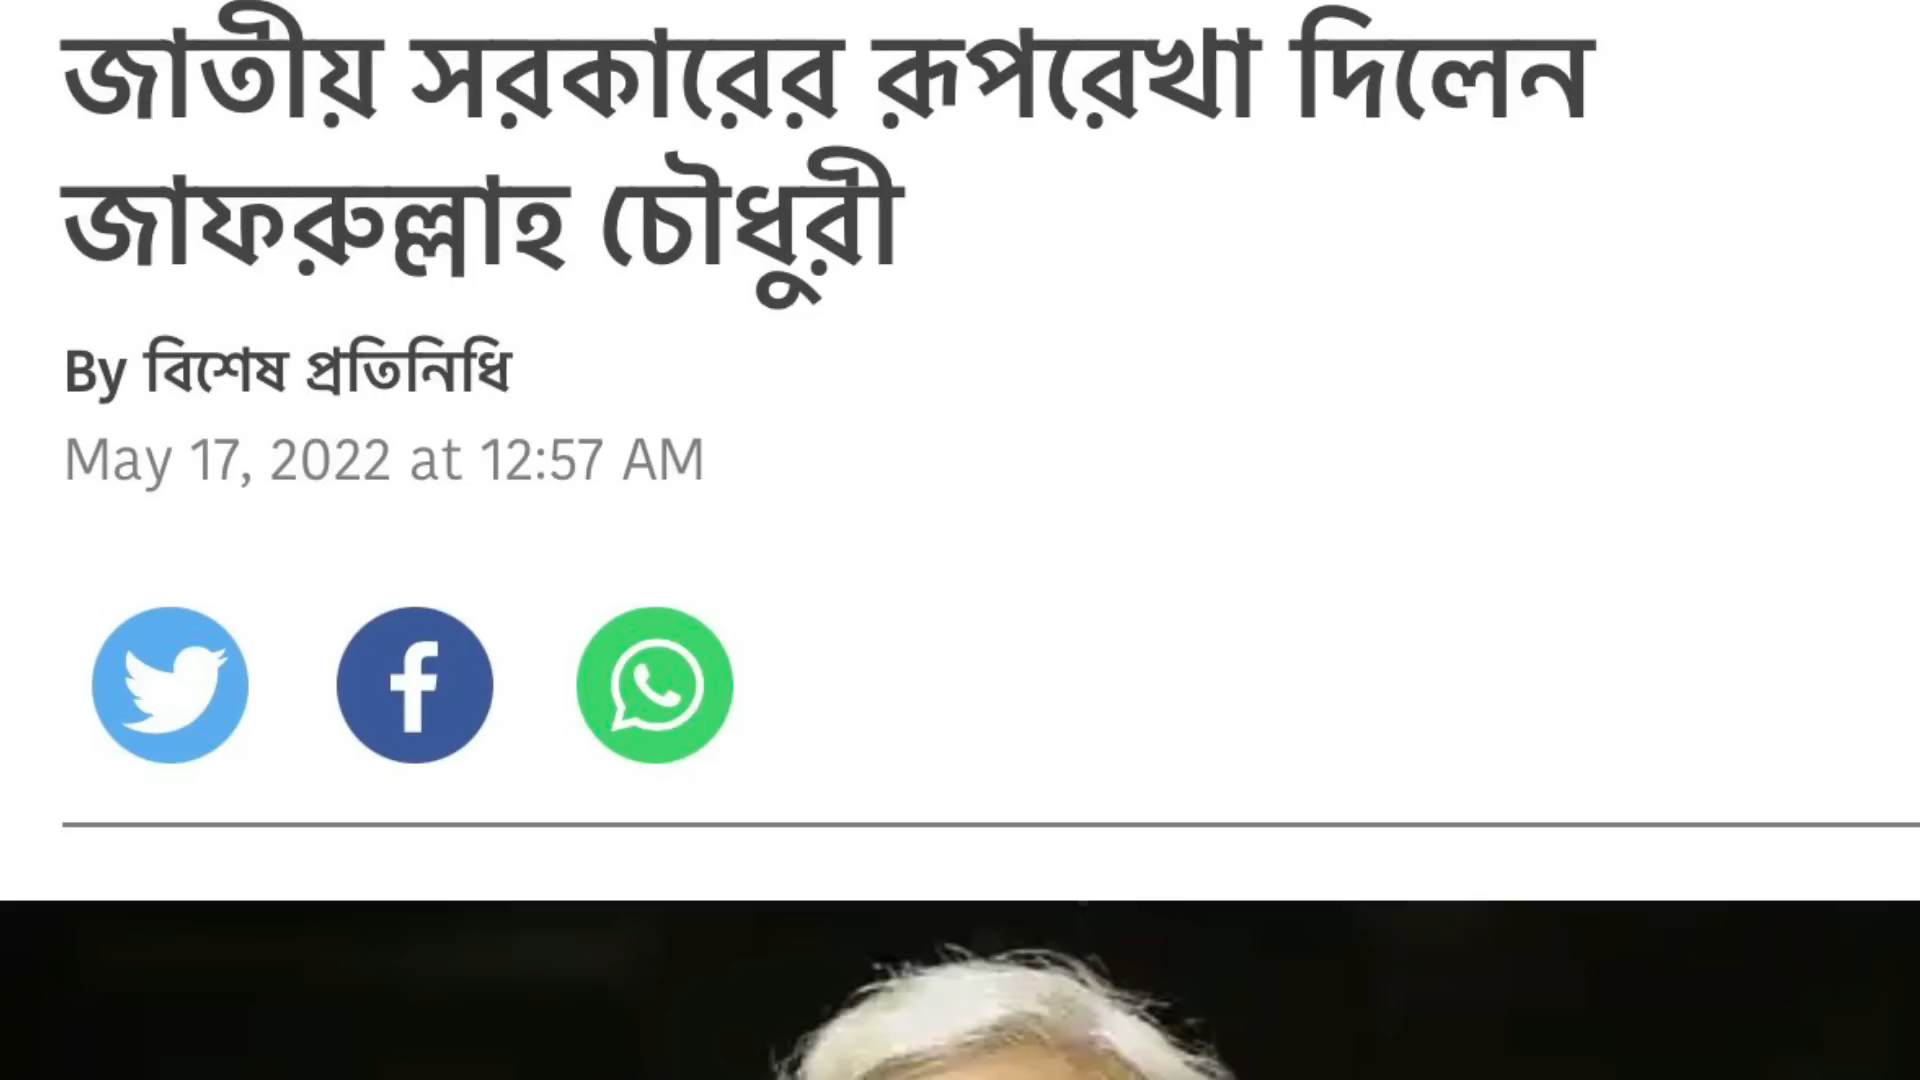 জাতীয় সরকারের রূপরেখা দিলেন
জাফরুল্লাহ চৌধুরী
By বিশেষ প্রতিনিধি
May 17, 2022 at 12:57 AM